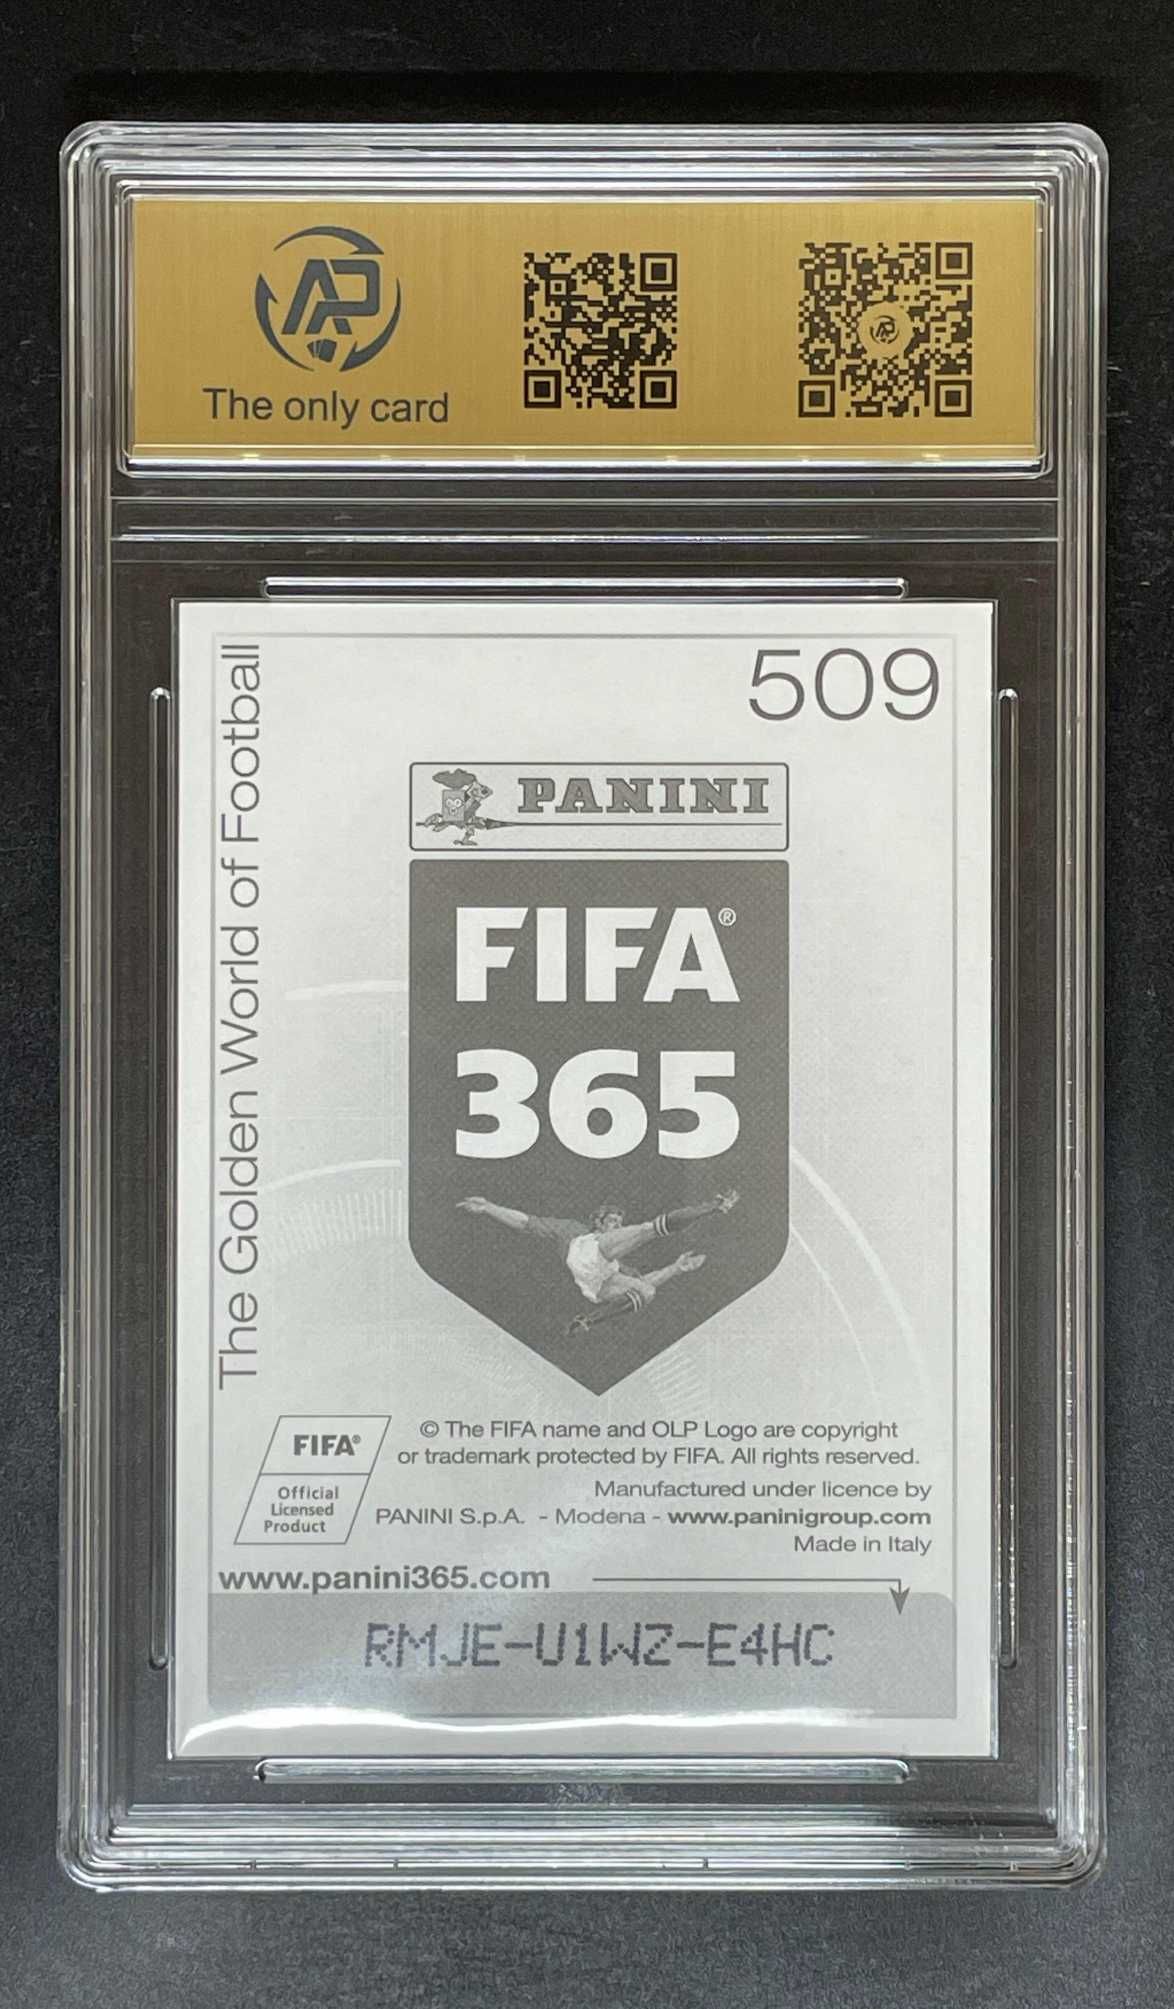 AP
The only card
509
The Golden World of Football
PANINI
FIFA®
365
© The FIFA name and OLP Logo are copyright
or trademark protected by FIFA. All rights reserved.
FIFA®
Official
Licensed
Product
Manufactured under licence by
PANINI S.p.A. - Modena - www.paninigroup.com
Made in Italy
www.panini365.com
RMJE-U1WZ-E4HC